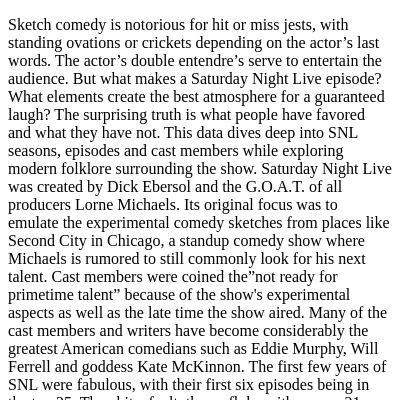 Sketch comedy is notorious for hit or miss jests, with
standing ovations or crickets depending on the actor’s last
words. The actor’s double entendre’s serve to entertain the
audience. But what makes a Saturday Night Live episode?
What elements create the best atmosphere for a guaranteed
laugh? The surprising truth is what people have favored
and what they have not. This data dives deep into SNL
seasons, episodes and cast members while exploring
modern folklore surrounding the show. Saturday Night Live
was created by Dick Ebersol and the G.O.A.T. of all
producers Lorne Michaels. Its original focus was to
emulate the experimental comedy sketches from places like
Second City in Chicago, a standup comedy show where
Michaels is rumored to still commonly look for his next
talent. Cast members were coined the”not ready for
primetime talent” because of the show's experimental
aspects as well as the late time the show aired. Many of the
cast members and writers have become considerably the
greatest American comedians such as Eddie Murphy, Will
Ferrell and goddess Kate McKinnon. The first few years of
SNL were fabulous, with their first six episodes being in